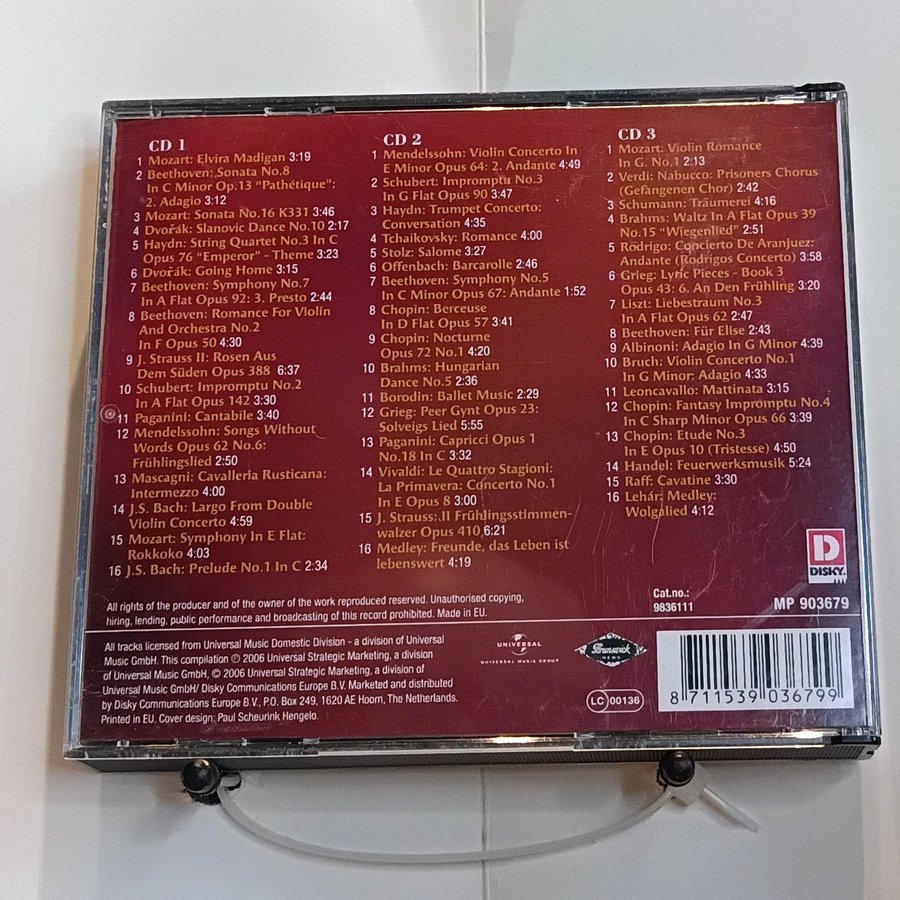 CD 1
1 Mozart: Elvira Madigan 3:19
2 Beethoven: Sonata No.8
In C Minor Op.13 "Pathétique":
2. Adagio 3:12
3 Mozart: Sonata No.16 K331 3:46
4 Dvořák: Slanovic Dance No.10 2:17
5 Haydn: String Quartet No.3 In C
Opus 76 "Emperor" - Theme 3:23
6 Dvořák: Going Home 3:15
7 Beethoven: Symphony No.7
In A Flat Opus 92: 3. Presto 2:44
8 Beethoven: Romance For Violin
And Orchestra No.2
In F Opus 50 4:30
9 J. Strauss II: Rosen Aus
Dem Süden Opus 388 6:37
10 Schubert: Impromptu No.2
In A Flat Opus 142 3:30
11 Paganini: Cantabile 3:40
12 Mendelssohn: Songs Without
Words Opus 62 No.6:
Frühlingslied 2:50
13 Mascagni: Cavalleria Rusticana:
Intermezzo 4:00
14 J.S. Bach: Largo From Double
Violin Concerto 4:59
15 Mozart: Symphony In E Flat:
Rokkoko 4:03
16 J.S. Bach: Prelude No.1 In C 2:34
CD 2
1 Mendelssohn: Violin Concerto In
E Minor Opus 64: 2. Andante 4:49
2 Schubert: Impromptu No.3
In G Flat Opus 90 3:47
3 Haydn: Trumpet Concerto:
Conversation 4:35
4 Tchaikovsky: Romance 4:00
5 Stolz: Salome 3:27
6 Offenbach: Barcarolle 2:46
7 Beethoven: Symphony No.5
In C Minor Opus 67: Andante 1:52
8 Chopin: Berceuse
In D Flat Opus 57 3:41
9 Chopin: Nocturne
Opus 72 No.1 4:20
10 Brahms: Hungarian
Dance No.5 2:36
11 Borodin: Ballet Music 2:29
12 Grieg: Peer Gynt Opus 23:
Solveigs Lied 5:55
13 Paganini: Capricci Opus 1
No.18 In C 3:32
14 Vivaldi: Le Quattro Stagioni:
La Primavera: Concerto No.1
In E Opus 8 3:00
15 J. Strauss.II Frühlingsstimmen-
walzer Opus 410 6:21
16 Medley: Freunde, das Leben ist
lebenswert 4:19
CD 3
1 Mozart: Violin Romance
In G. No.1 2:13
2 Verdi: Nabucco: Prisoners Chorus
(Gefangenen Chor) 2:42
3 Schumann: Träumerei 4:16
4 Brahms: Waltz In A Flat Opus 39
No.15 "Wiegenlied" 2:51
5 Rodrigo: Concierto De Aranjuez:
Andante (Rodrigos Concerto) 3:58
6 Grieg: Lyric Pieces - Book 3
Opus 43: 6. An Den Frühling 3:20
7 Liszt: Liebestraum No.3
In A Flat Opus 62 2:47
8 Beethoven: Für Elise 2:43
9 Albinoni: Adagio In G Minor 4:39
10 Bruch: Violin Concerto No.1
In G Minor: Adagio 4:33
11 Leoncavallo: Mattinata 3:15
12 Chopin: Fantasy Impromptu No.4
In C Sharp Minor Opus 66 3:39
13 Chopin: Etude No.3
In E Opus 10 (Tristesse) 4:50
14 Handel: Feuerwerksmusik 5:24
15 Raff: Cavatine 3:30
16 Lehár: Medley:
Wolgalied 4:12
D
DISKY
All rights of the producer and of the owner of the work reproduced reserved. Unauthorised copying,
hiring, lending, public performance and broadcasting of this record prohibited. Made in EU.
Cat.no.:
9836111
MP 903679
All tracks licensed from Universal Music Domestic Division - a division of Universal
Music GmbH. This compilation ℗ 2006 Universal Strategic Marketing, a division
of Universal Music GmbH, © 2006 Universal Strategic Marketing, a division of
Universal Music GmbH/ Disky Communications Europe B.V. Marketed and distributed
by Disky Communications Europe B.V., P.O. Box 249, 1620 AE Hoorn, The Netherlands.
Printed in EU. Cover design: Paul Scheurink Hengelo.
UNIVERSAL
UNIVERSAL MUSIC GROUP
Brunswick
NEWS
LC 00136
8 711539 036799